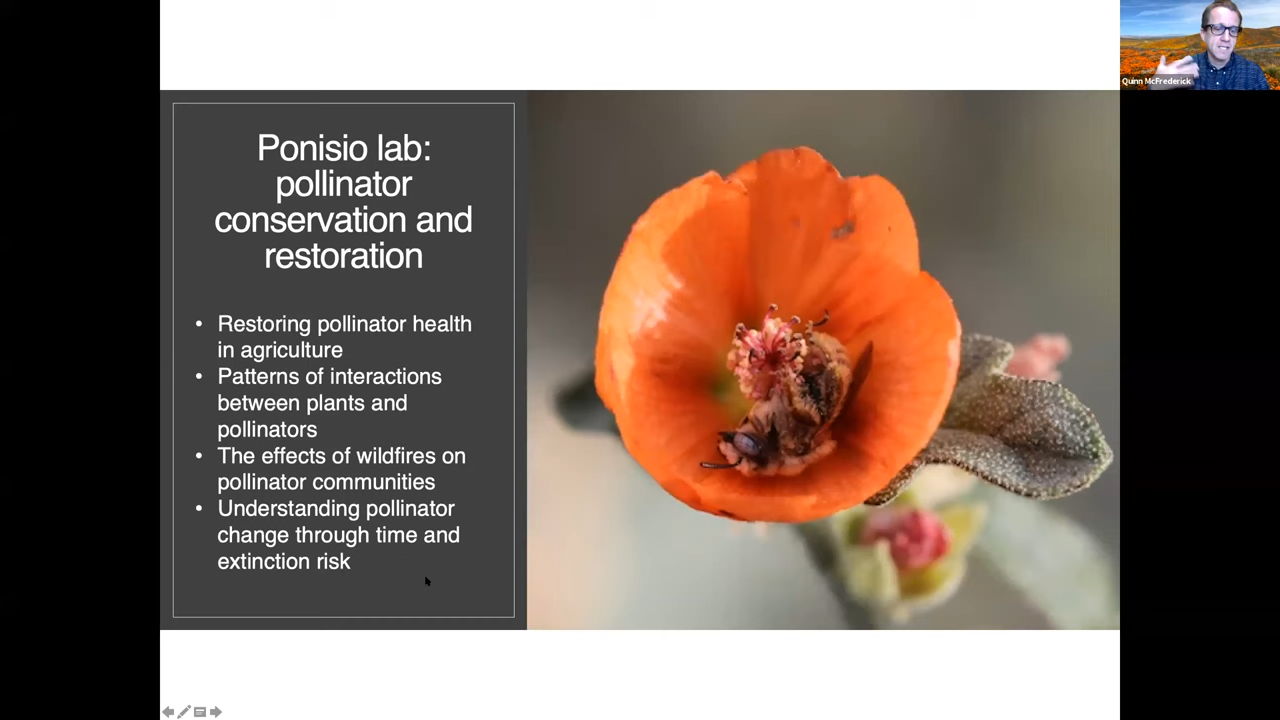 Quinn McFrederick
Ponisio lab:
pollinator
conservation and
restoration
• Restoring pollinator health
in agriculture
• Patterns of interactions
between plants and
pollinators
• The effects of wildfires on
pollinator communities
• Understanding pollinator
change through time and
extinction risk